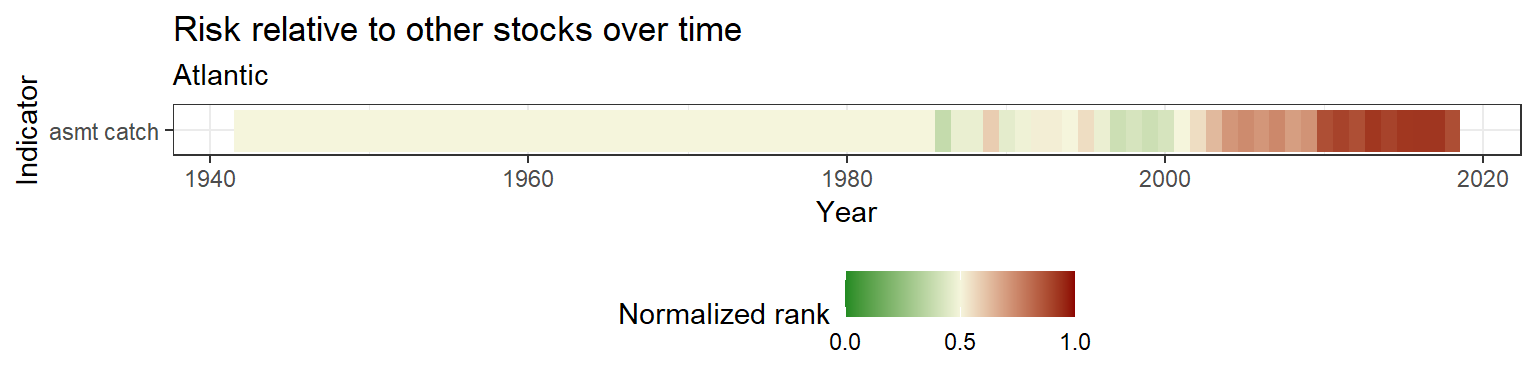 Risk relative to other stocks over time
Atlantic
Indicator
asmt catch
1940 1960 1980 2000 2020
Year
Normalized rank
0.0 0.5 1.0